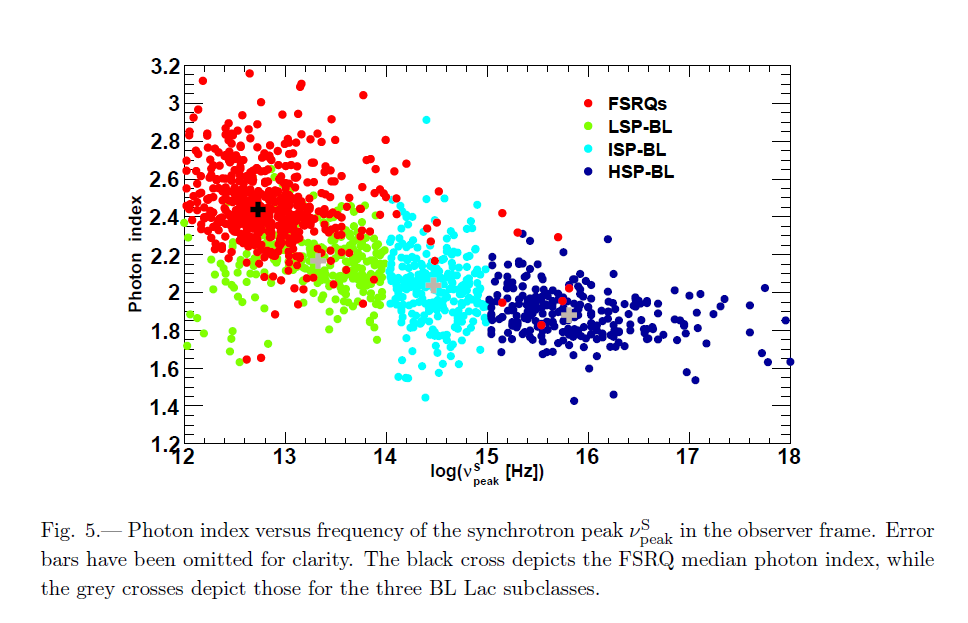 3.2
3
2.8
2.6
2.4
2.2
2
1.8
1.6
1.4
1.2
Photon index
FSRQs
LSP-BL
ISP-BL
HSP-BL
12 13 14 15 16 17 18
log(ν^S_peak [Hz])
Fig. 5.— Photon index versus frequency of the synchrotron peak ν^S_peak in the observer frame. Error
bars have been omitted for clarity. The black cross depicts the FSRQ median photon index, while
the grey crosses depict those for the three BL Lac subclasses.